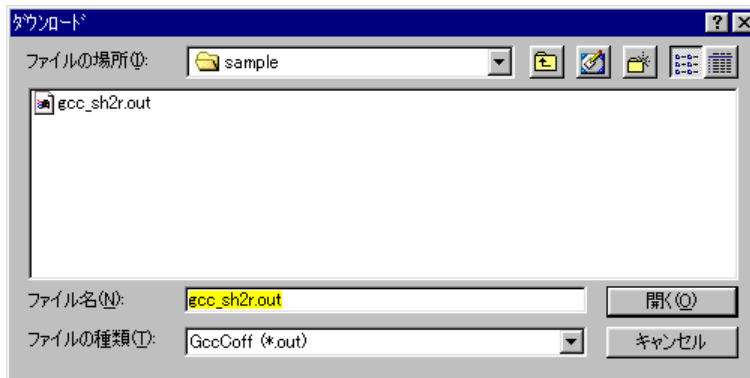 ﾀﾞｳﾝﾛｰﾄﾞ
ファイルの場所(I): sample
gcc_sh2r.out
ファイル名(N): gcc_sh2r.out 開く(O)
ファイルの種類(T): GccCoff (*.out) キャンセル